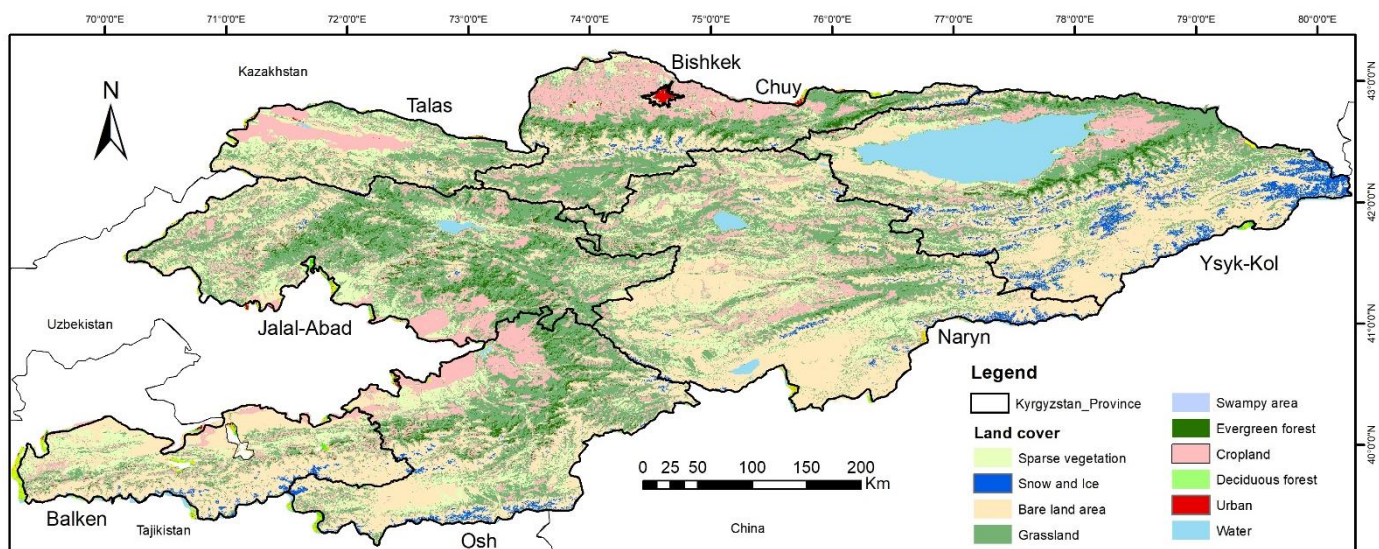 70°0'0"E 71°0'0"E 72°0'0"E 73°0'0"E 74°0'0"E 75°0'0"E 76°0'0"E 77°0'0"E 78°0'0"E 79°0'0"E 80°0'0"E
N
Kazakhstan
Bishkek
Chuy
Talas
43°0'0"N
42°0'0"N
Ysyk-Kol
Uzbekistan
Jalal-Abad
Naryn
41°0'0"N
40°0'0"N
Balken
Tajikistan
Osh
China
0 25 50 100 150 200
Km
Legend
Kyrgyzstan_Province
Land cover
Sparse vegetation
Snow and Ice
Bare land area
Grassland
Swampy area
Evergreen forest
Cropland
Deciduous forest
Urban
Water